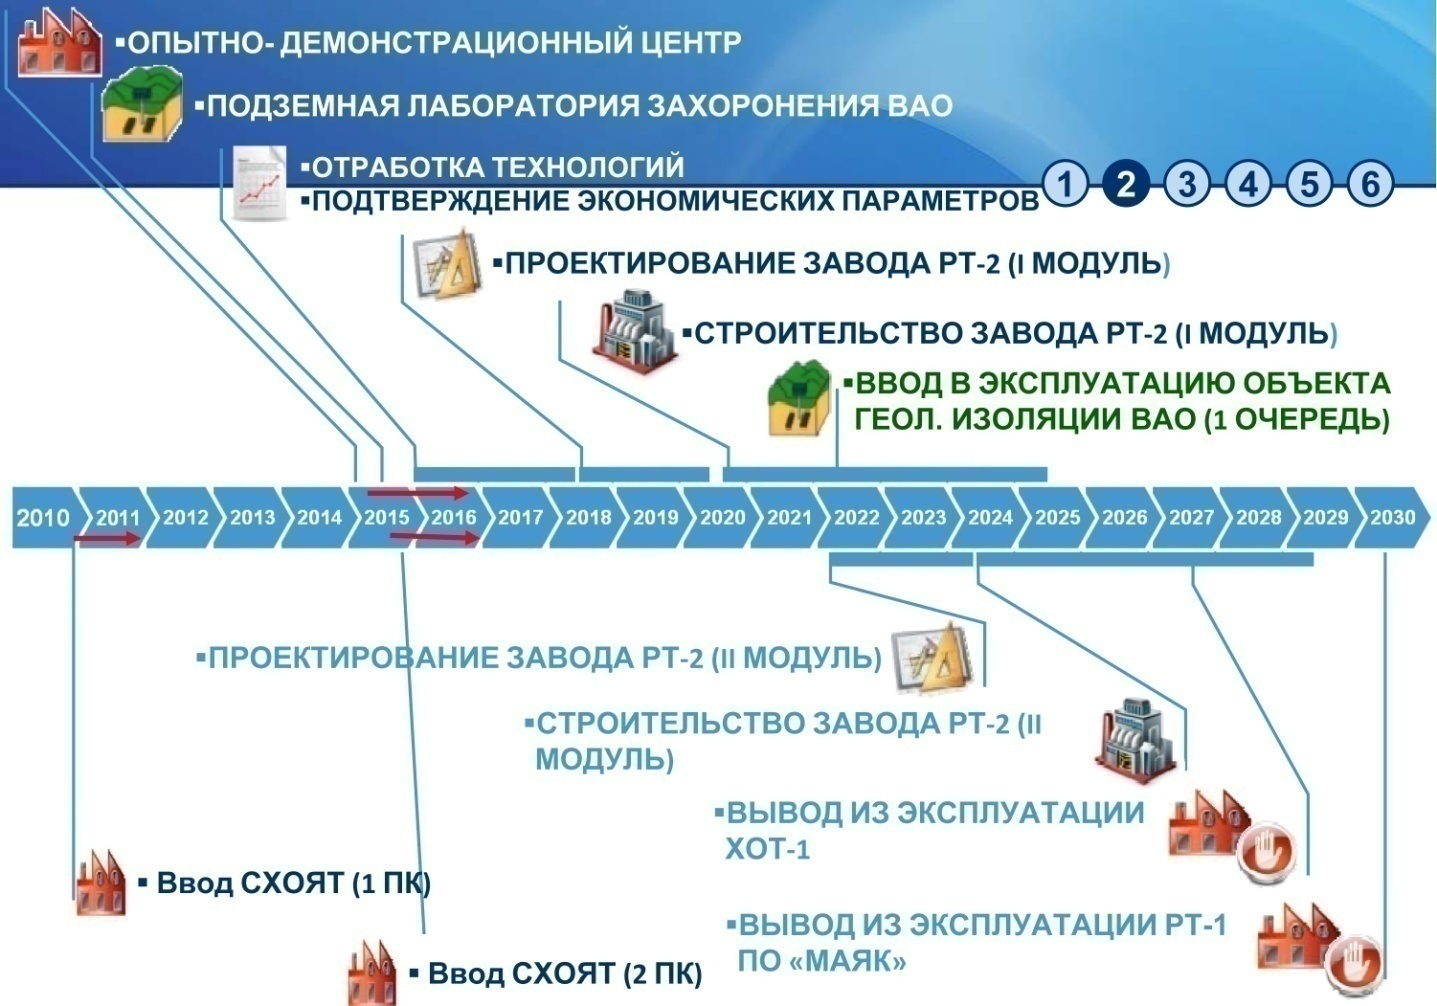 ▪ОПЫТНО- ДЕМОНСТРАЦИОННЫЙ ЦЕНТР
▪ПОДЗЕМНАЯ ЛАБОРАТОРИЯ ЗАХОРОНЕНИЯ ВАО
▪ОТРАБОТКА ТЕХНОЛОГИЙ
▪ПОДТВЕРЖДЕНИЕ ЭКОНОМИЧЕСКИХ ПАРАМЕТРОВ
1 2 3 4 5 6
▪ПРОЕКТИРОВАНИЕ ЗАВОДА РТ-2 (I МОДУЛЬ)
▪СТРОИТЕЛЬСТВО ЗАВОДА РТ-2 (I МОДУЛЬ)
▪ВВОД В ЭКСПЛУАТАЦИЮ ОБЪЕКТА
ГЕОЛ. ИЗОЛЯЦИИ ВАО (1 ОЧЕРЕДЬ)
2010 2011 2012 2013 2014 2015 2016 2017 2018 2019 2020 2021 2022 2023 2024 2025 2026 2027 2028 2029 2030
▪ПРОЕКТИРОВАНИЕ ЗАВОДА РТ-2 (II МОДУЛЬ)
▪СТРОИТЕЛЬСТВО ЗАВОДА РТ-2 (II
МОДУЛЬ)
▪ВЫВОД ИЗ ЭКСПЛУАТАЦИИ
ХОТ-1
▪ Ввод СХОЯТ (1 ПК)
▪ВЫВОД ИЗ ЭКСПЛУАТАЦИИ РТ-1
ПО «МАЯК»
▪ Ввод СХОЯТ (2 ПК)